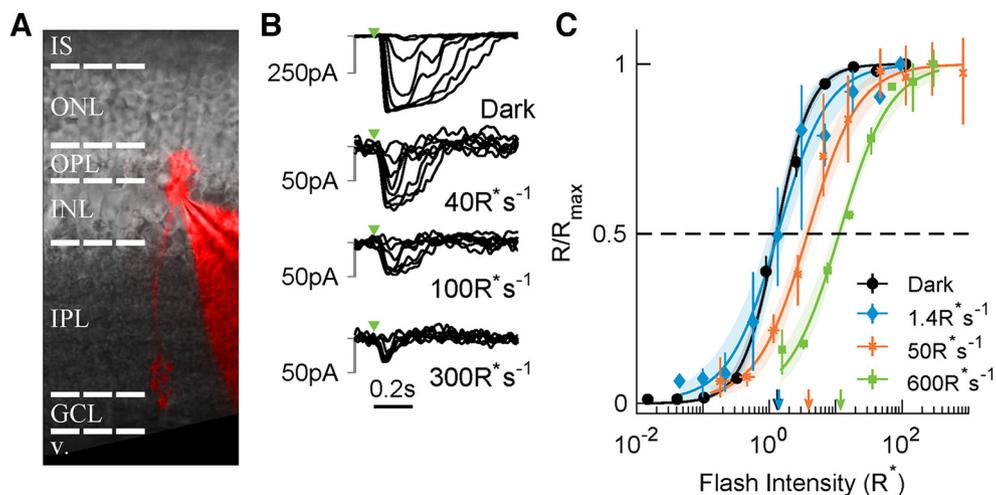 A
IS
ONL
OPL
INL
IPL
GCL
v.
B
250pA
Dark
50pA
40R*s-1
50pA
100R*s-1
50pA
300R*s-1
0.2s
C
R/Rmax
1
0.5
0
Dark
1.4R*s-1
50R*s-1
600R*s-1
10-2
100
102
Flash Intensity (R*)